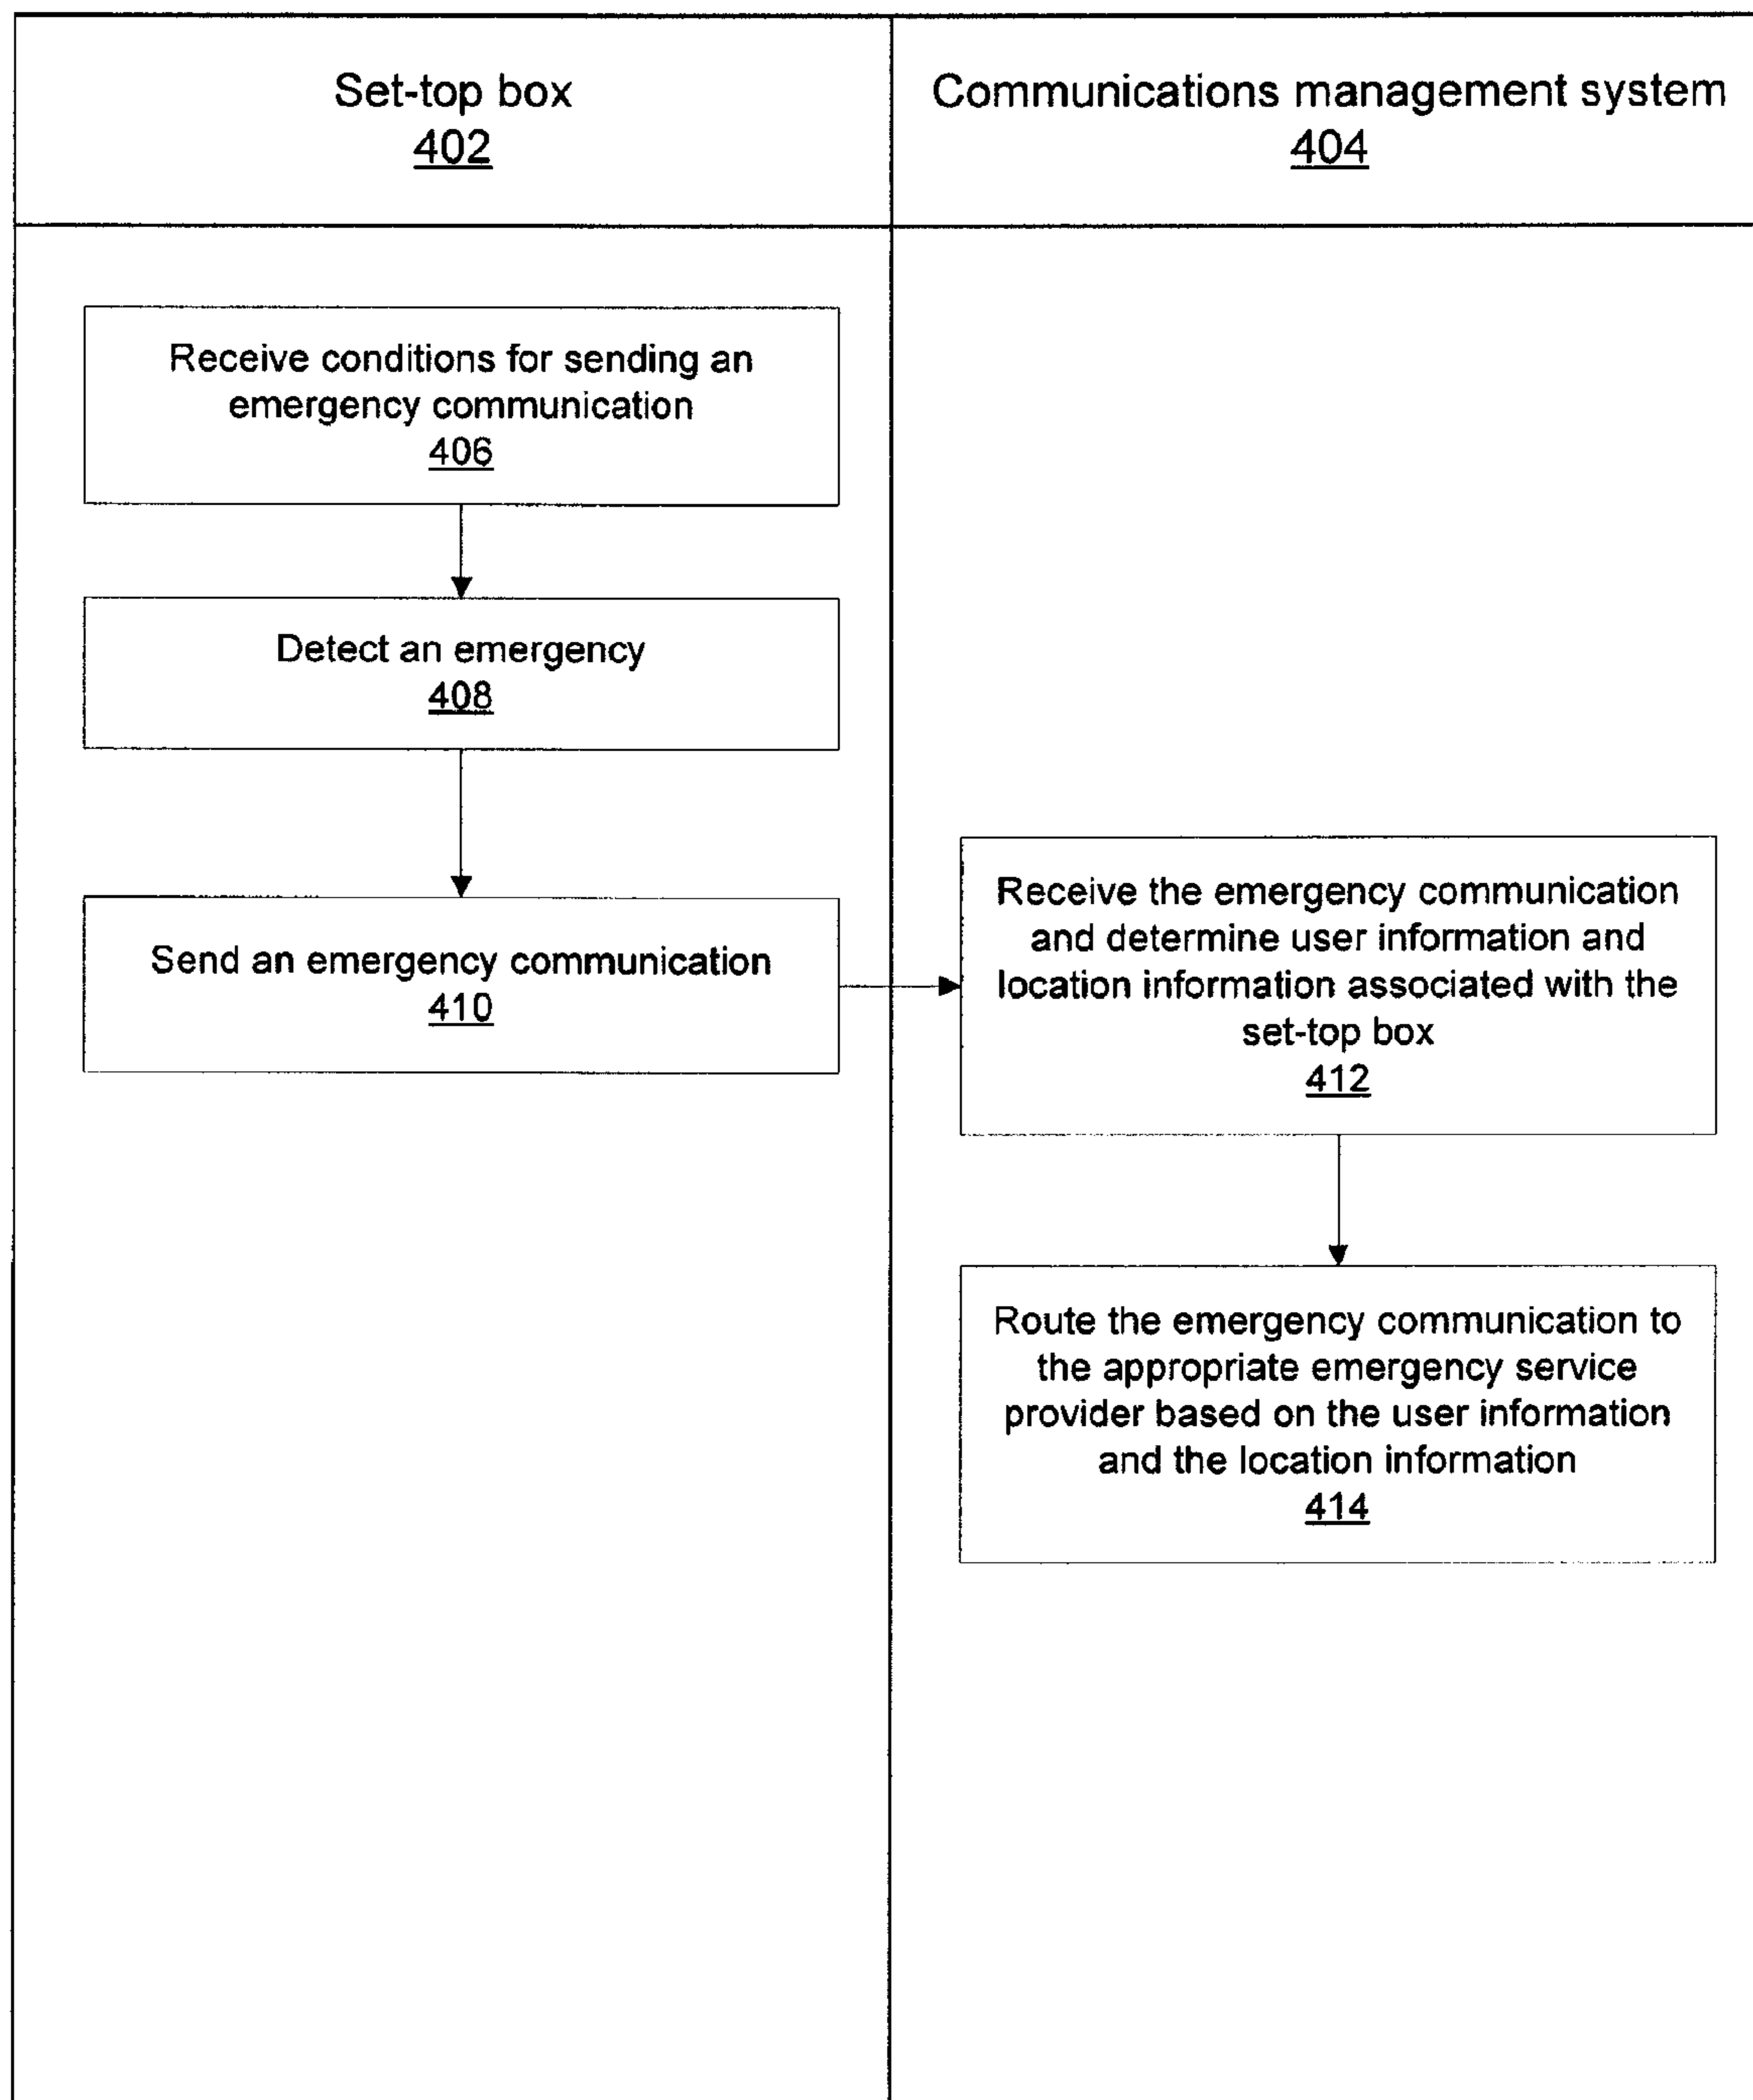 Set-top box
402
Communications management system
404
Receive conditions for sending an
emergency communication
406
Detect an emergency
408
Send an emergency communication
410
Receive the emergency communication
and determine user information and
location information associated with the
set-top box
412
Route the emergency communication to
the appropriate emergency service
provider based on the user information
and the location information
414